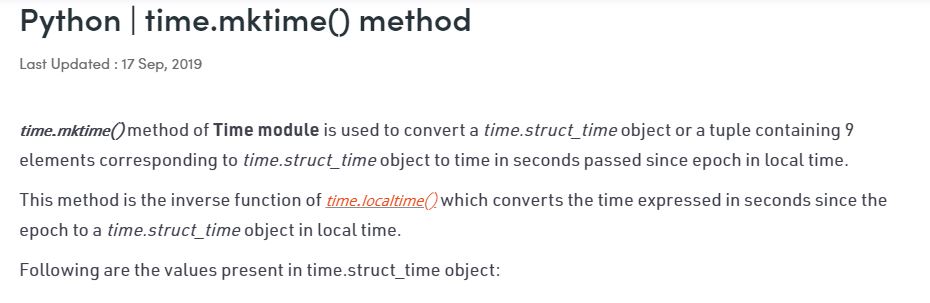 Python | time.mktime() method
Last Updated : 17 Sep, 2019
time.mktime() method of Time module is used to convert a time.struct_time object or a tuple containing 9
elements corresponding to time.struct_time object to time in seconds passed since epoch in local time.
This method is the inverse function of time.localtime() which converts the time expressed in seconds since the
epoch to a time.struct_time object in local time.
Following are the values present in time.struct_time object: